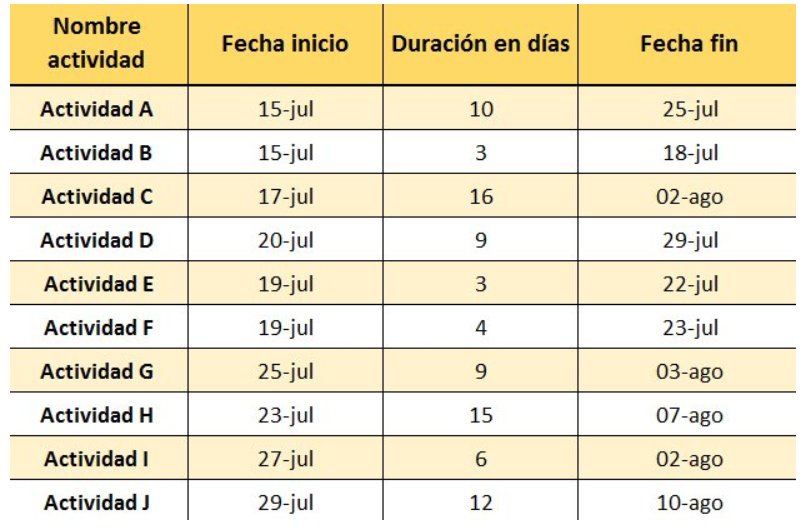 Nombre actividad Fecha inicio Duración en días Fecha fin
Actividad A 15-jul 10 25-jul
Actividad B 15-jul 3 18-jul
Actividad C 17-jul 16 02-ago
Actividad D 20-jul 9 29-jul
Actividad E 19-jul 3 22-jul
Actividad F 19-jul 4 23-jul
Actividad G 25-jul 9 03-ago
Actividad H 23-jul 15 07-ago
Actividad I 27-jul 6 02-ago
Actividad J 29-jul 12 10-ago